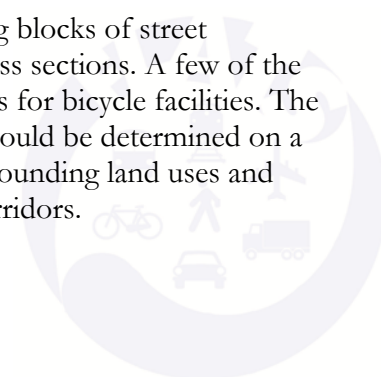 g blocks of street
ss sections. A few of the
s for bicycle facilities. The
ould be determined on a
ounding land uses and
rridors.